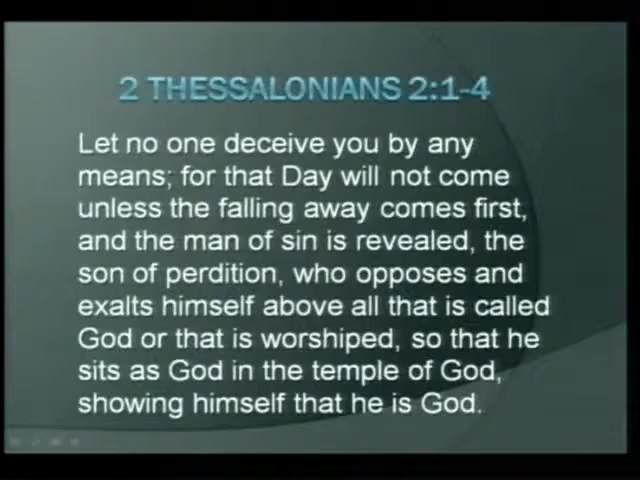 2 THESSALONIANS 2:1-4
Let no one deceive you by any
means; for that Day will not come
unless the falling away comes first,
and the man of sin is revealed, the
son of perdition, who opposes and
exalts himself above all that is called
God or that is worshiped, so that he
sits as God in the temple of God,
showing himself that he is God.